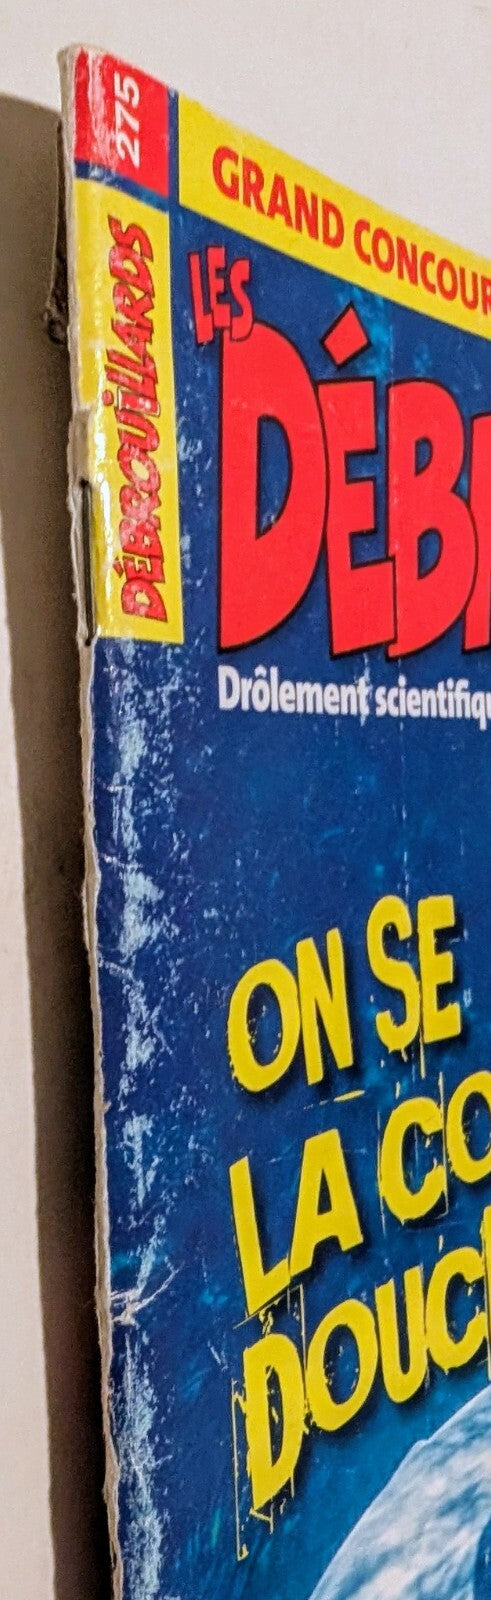 275
DÉBROUILLARDS
GRAND CONCOUR
LES
DÉB
Drôlement scientifiqu
ON SE
LA CO
DOUC